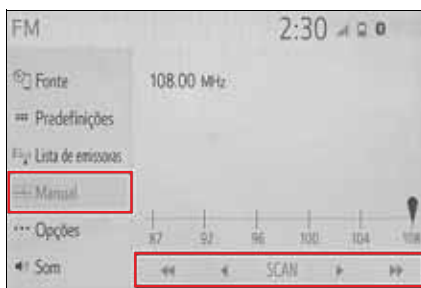 FM 2:30
Fonte
108.00 MHz
Predefinições
Lista de emissoras
Manual
Opções
87 92 96 100 104 108
Som
SCAN